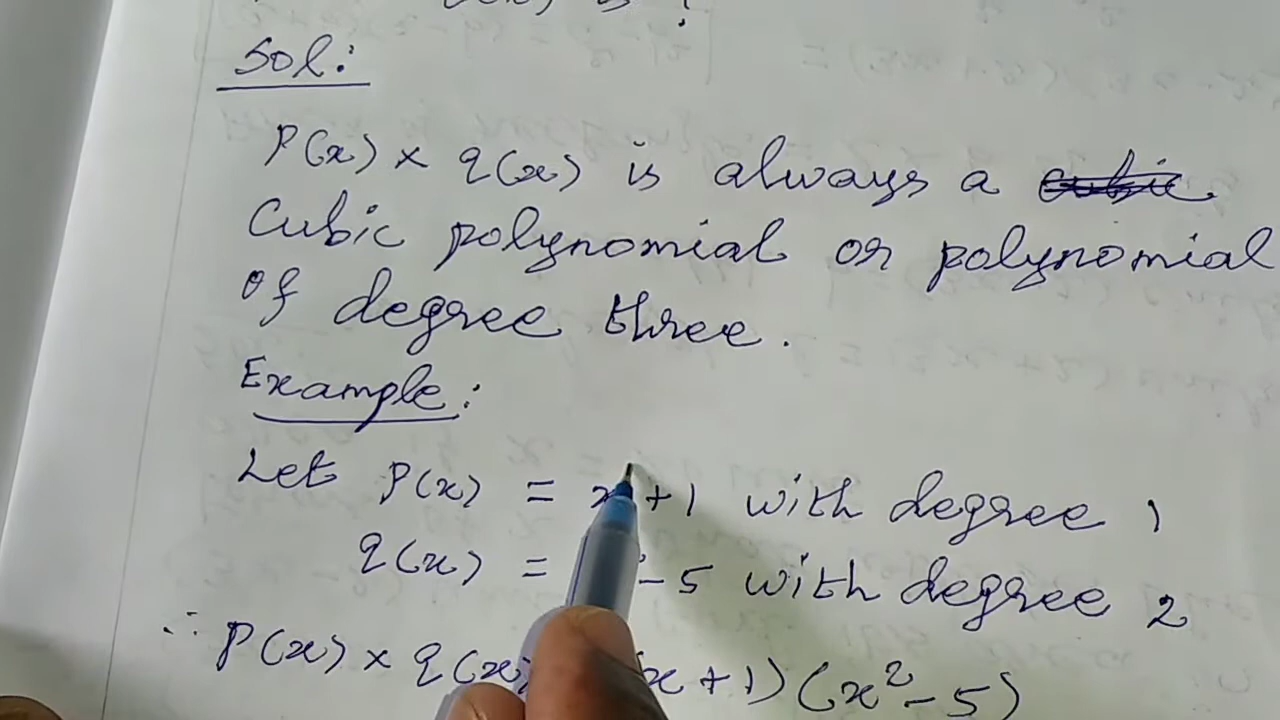 is ?
Sol:
P(x) × q(x) is always a
Cubic polynomial or polynomial
of degree three.
Example:
Let P(x) = x+1 with degree 1
q(x) = -5 with degree 2
∴ P(x) × q(x) x+1)(x²-5)